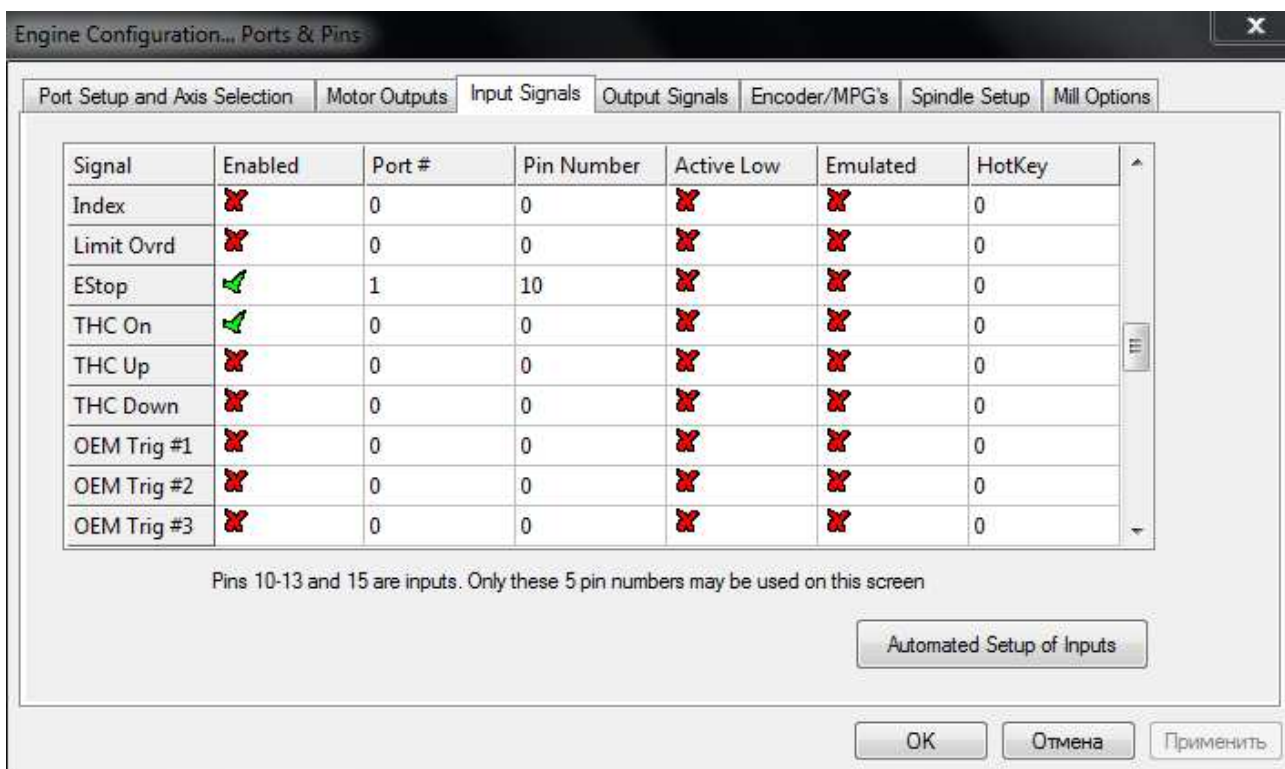 Engine Configuration... Ports & Pins
Port Setup and Axis Selection Motor Outputs Input Signals Output Signals Encoder/MPG's Spindle Setup Mill Options
Signal Enabled Port # Pin Number Active Low Emulated HotKey
Index 0 0 0
Limit Ovrd 0 0 0
EStop 1 10 0
THC On 0 0 0
THC Up 0 0 0
THC Down 0 0 0
OEM Trig #1 0 0 0
OEM Trig #2 0 0 0
OEM Trig #3 0 0 0
Pins 10-13 and 15 are inputs. Only these 5 pin numbers may be used on this screen
Automated Setup of Inputs
OK Отмена Применить